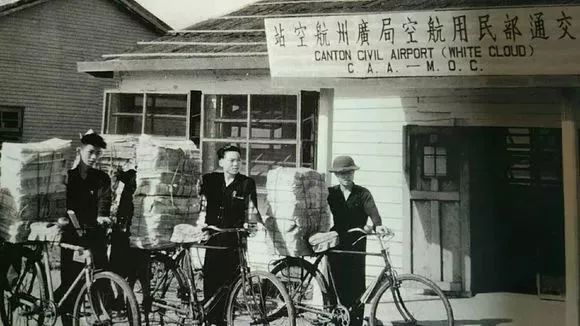 交通部民用航空局廣州航空站
CANTON CIVIL AIRPORT (WHITE CLOUD)
C. A. A. — M. O. C.